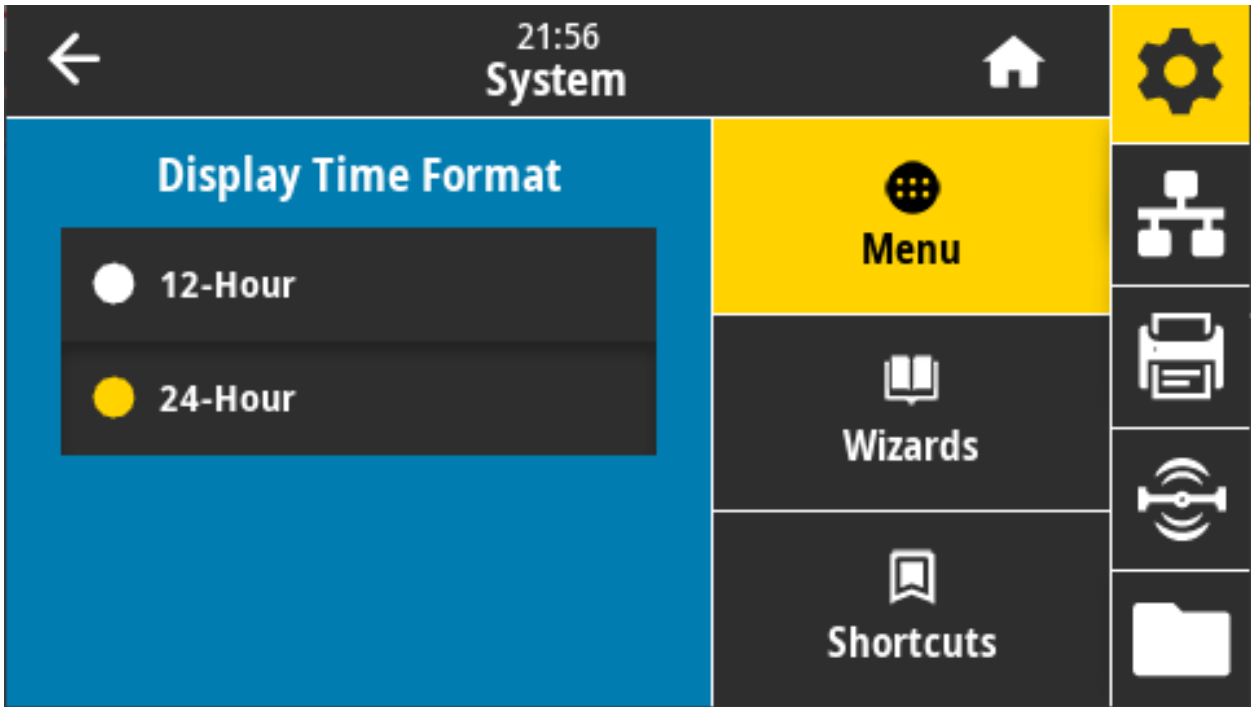 21:56
System
Display Time Format
12-Hour
24-Hour
Menu
Wizards
Shortcuts